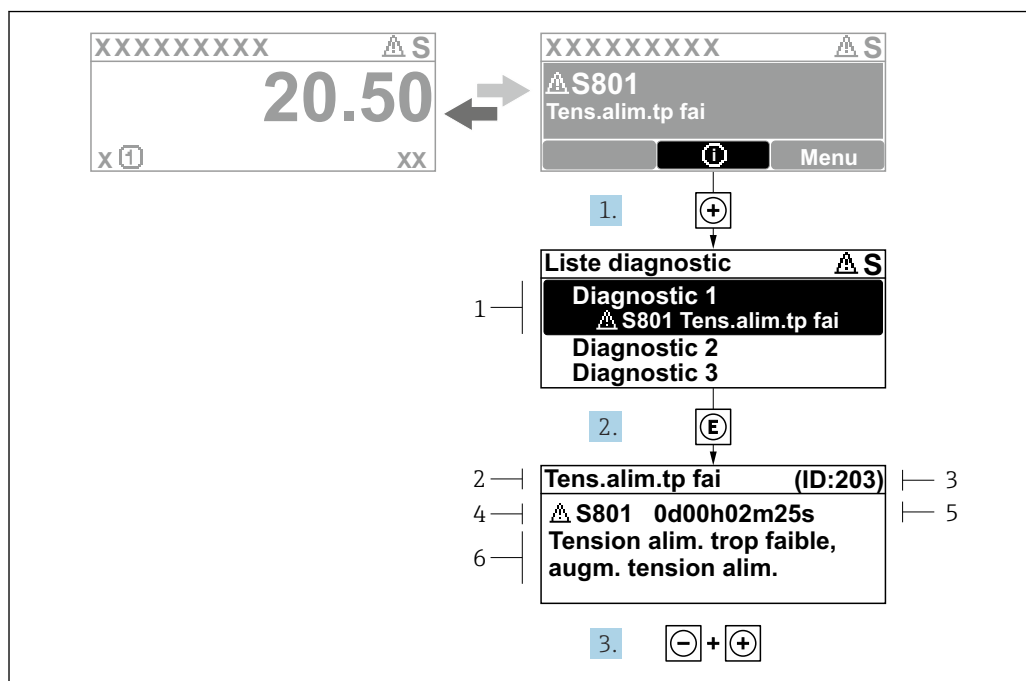 XXXXXXXXX ⚠ S
20.50
X ① XX
XXXXXXXXX ⚠ S
⚠ S801
Tens.alim.tp fai
ⓘ Menu
1. +
Liste diagnostic ⚠ S
1
Diagnostic 1
⚠ S801 Tens.alim.tp fai
Diagnostic 2
Diagnostic 3
2. E
2 Tens.alim.tp fai (ID:203) 3
4 ⚠ S801 0d00h02m25s 5
6
Tension alim. trop faible,
augm. tension alim.
3. − + +